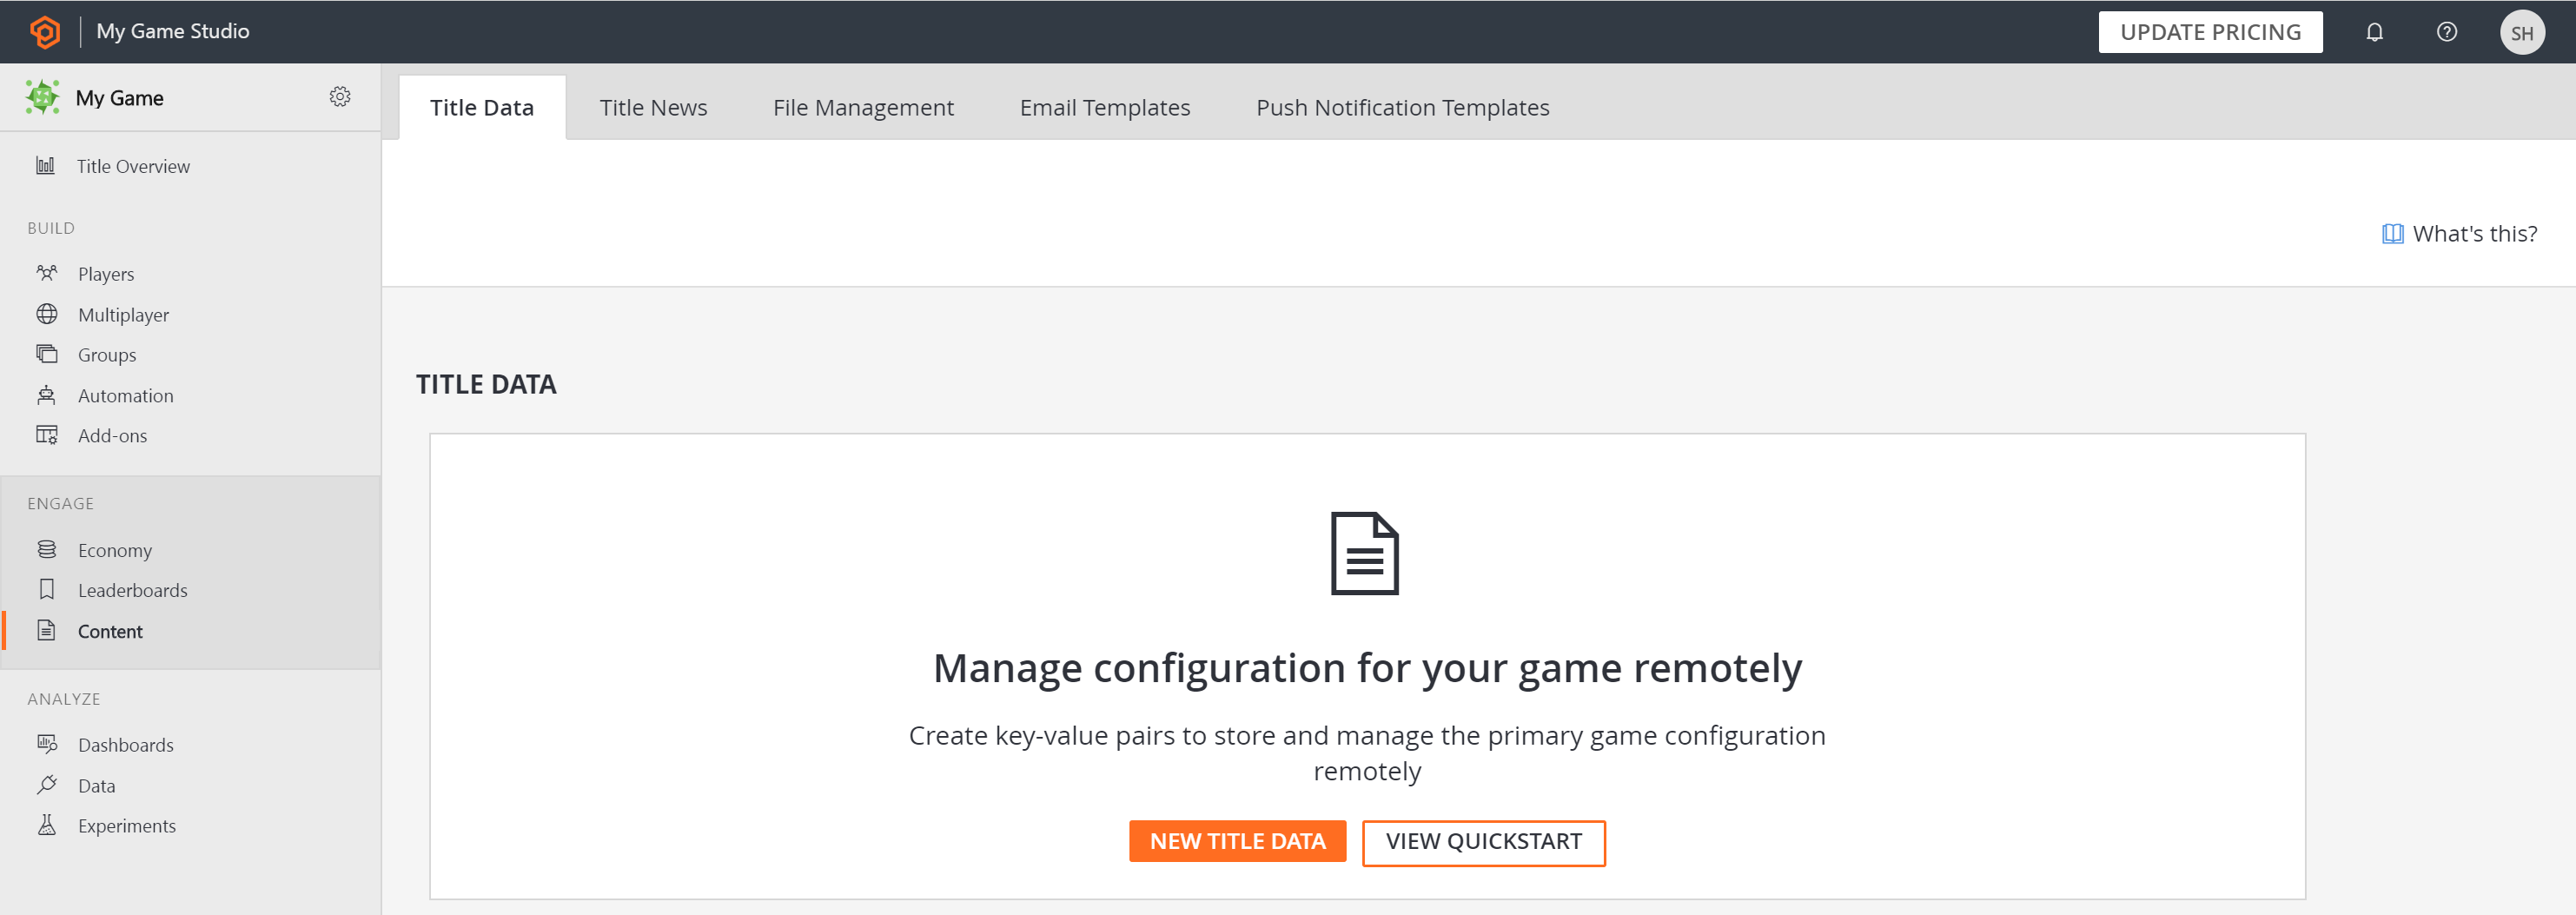 My Game Studio
UPDATE PRICING
SH
My Game
Title Overview
BUILD
Players
Multiplayer
Groups
Automation
Add-ons
ENGAGE
Economy
Leaderboards
Content
ANALYZE
Dashboards
Data
Experiments
Title Data
Title News
File Management
Email Templates
Push Notification Templates
What's this?
TITLE DATA
Manage configuration for your game remotely
Create key-value pairs to store and manage the primary game configuration
remotely
NEW TITLE DATA
VIEW QUICKSTART